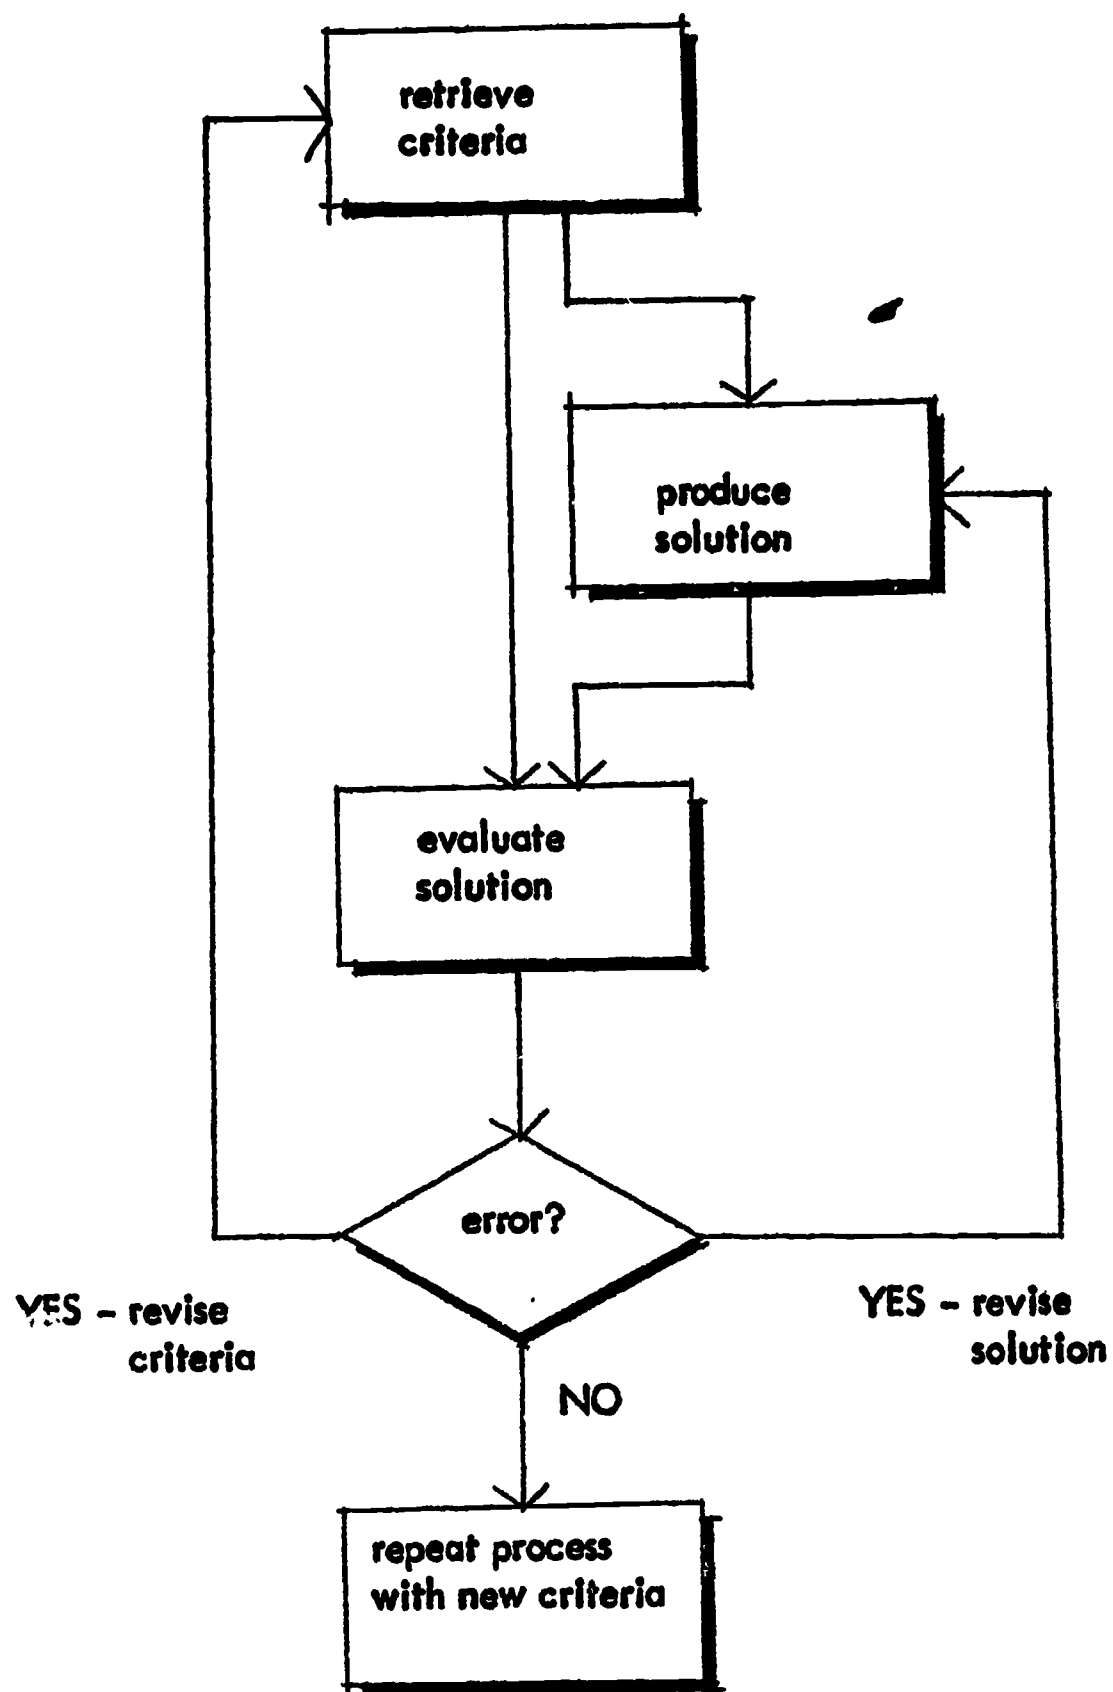 retrieve
criteria
produce
solution
evaluate
solution
error?
YES - revise
criteria
YES - revise
solution
NO
repeat process
with new criteria